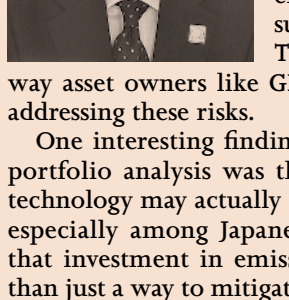 su
T
way asset owners like G
addressing these risks.
One interesting findin
portfolio analysis was t
technology may actually
especially among Japane
that investment in emis
than just a way to mitigat